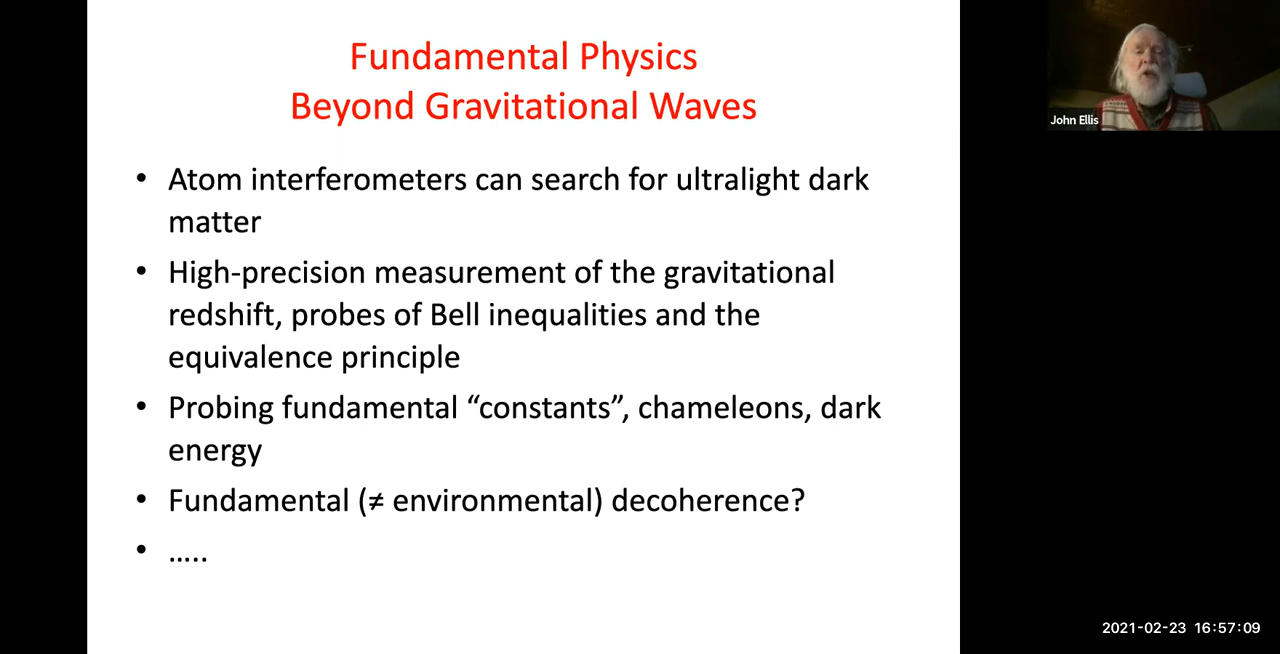 Fundamental Physics
Beyond Gravitational Waves
• Atom interferometers can search for ultralight dark
matter
• High-precision measurement of the gravitational
redshift, probes of Bell inequalities and the
equivalence principle
• Probing fundamental “constants”, chameleons, dark
energy
• Fundamental (≠ environmental) decoherence?
• …..
John Ellis
2021-02-23 16:57:09